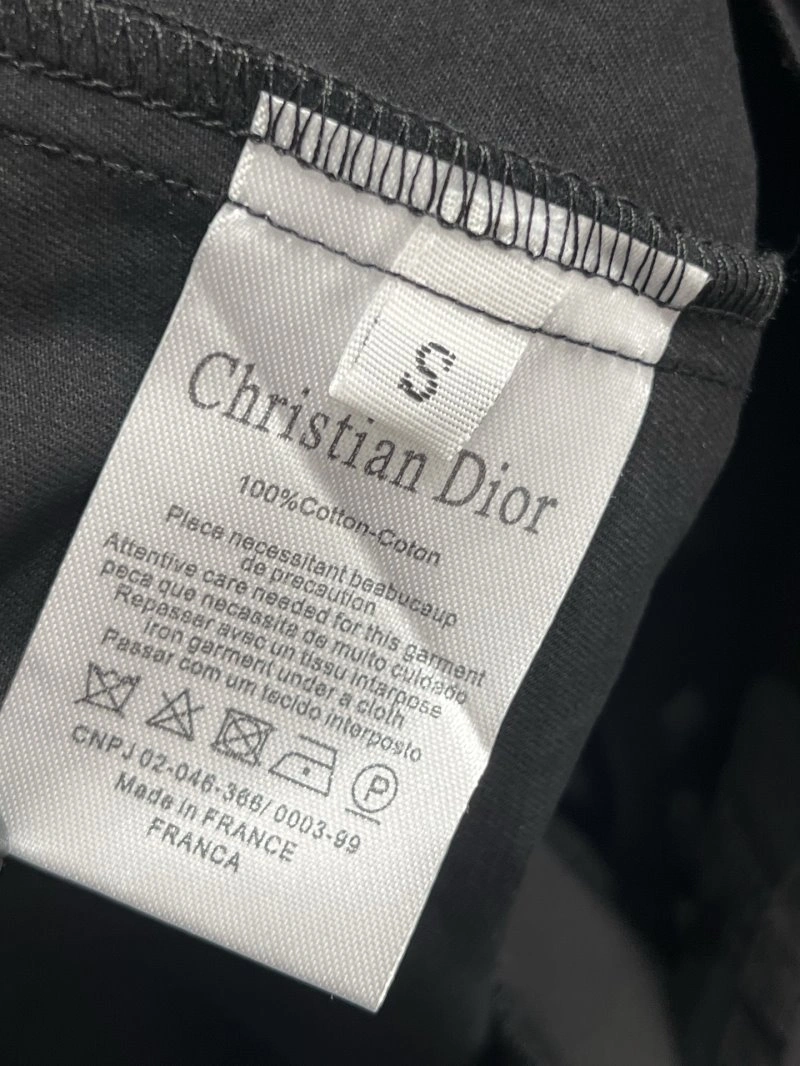 S
Christian Dior
100%Cotton-Coton
Piece necessitant beabucaup
de precaution
Attentive care needed for this garment
peca que necassita de muito cuidado
Repasser avec un tissu intarpose
Iron garment under a cloth
Passar com um tecido interposto
P
CNPJ 02-046-366/0003-99
Made in FRANCE
FRANCA